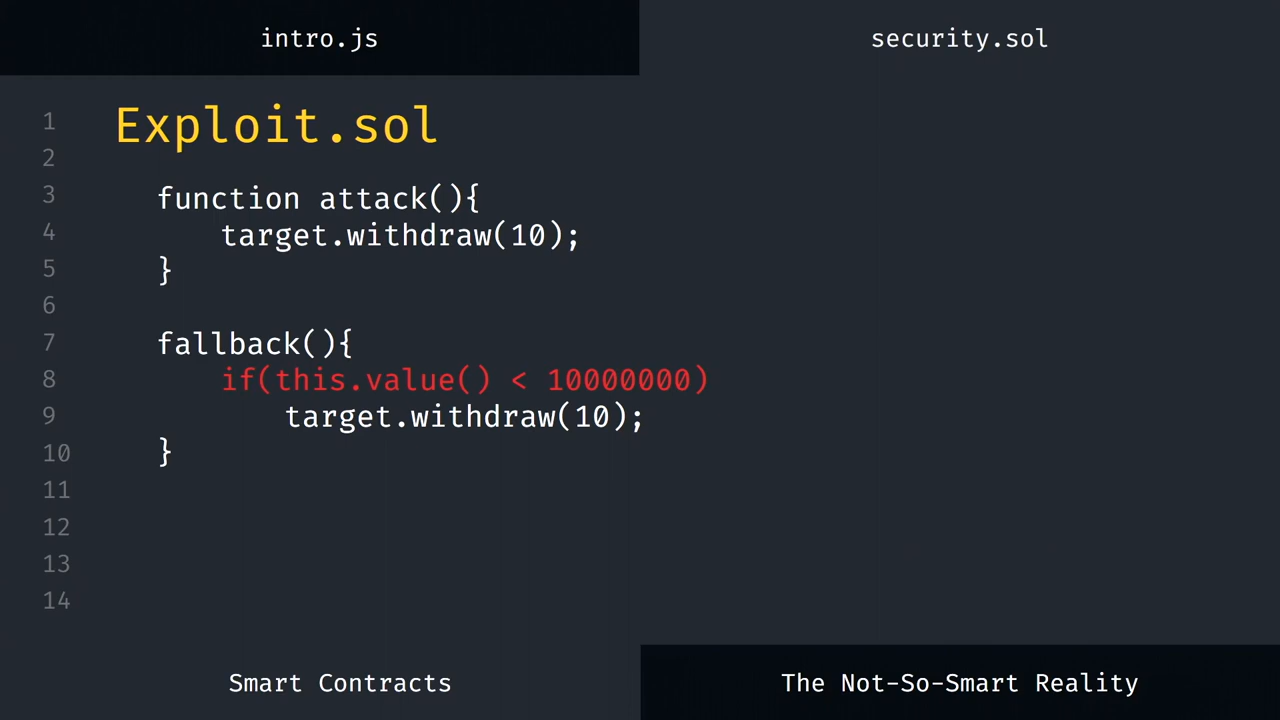 intro.js
security.sol
1 Exploit.sol
2
3 function attack(){
4 target.withdraw(10);
5 }
6
7 fallback(){
8 if(this.value() < 10000000)
9 target.withdraw(10);
10 }
11
12
13
14
Smart Contracts
The Not-So-Smart Reality